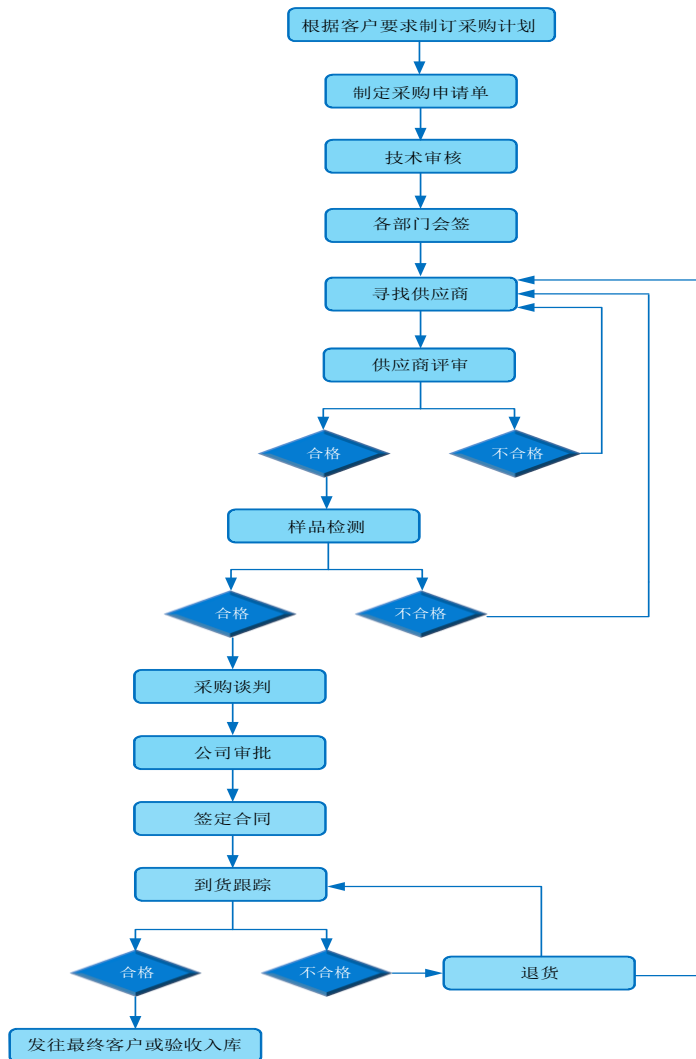 根据客户要求制订采购计划
制定采购申请单
技术审核
各部门会签
寻找供应商
供应商评审
合格
不合格
样品检测
合格
不合格
采购谈判
公司审批
签定合同
到货跟踪
合格
不合格
退货
发往最终客户或验收入库